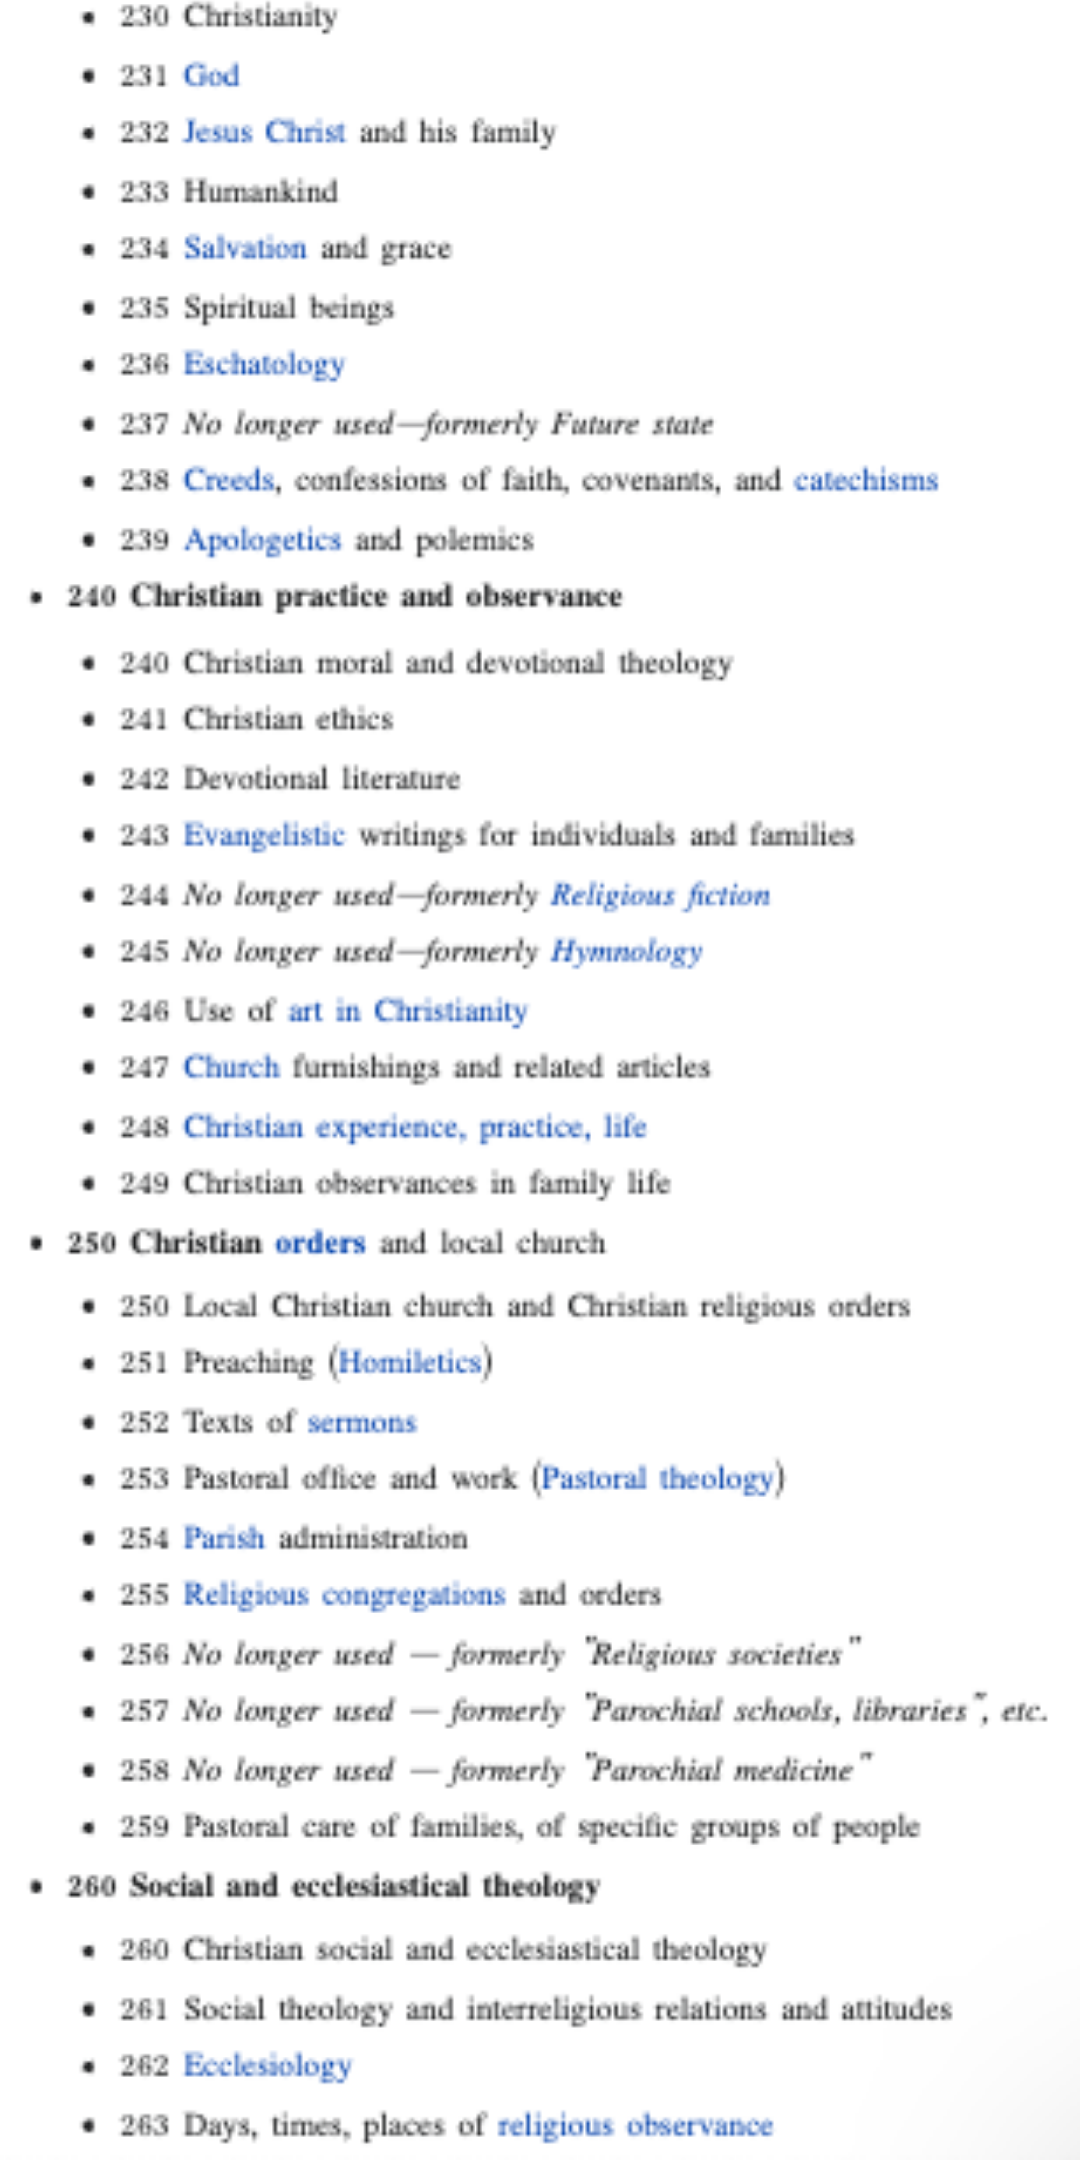 • 230 Christianity
• 231 God
• 232 Jesus Christ and his family
• 233 Humankind
• 234 Salvation and grace
• 235 Spiritual beings
• 236 Eschatology
• 237 No longer used—formerly Future state
• 238 Creeds, confessions of faith, covenants, and catechisms
• 239 Apologetics and polemics
• 240 Christian practice and observance
• 240 Christian moral and devotional theology
• 241 Christian ethics
• 242 Devotional literature
• 243 Evangelistic writings for individuals and families
• 244 No longer used—formerly Religious fiction
• 245 No longer used—formerly Hymnology
• 246 Use of art in Christianity
• 247 Church furnishings and related articles
• 248 Christian experience, practice, life
• 249 Christian observances in family life
• 250 Christian orders and local church
• 250 Local Christian church and Christian religious orders
• 251 Preaching (Homiletics)
• 252 Texts of sermons
• 253 Pastoral office and work (Pastoral theology)
• 254 Parish administration
• 255 Religious congregations and orders
• 256 No longer used — formerly "Religious societies"
• 257 No longer used — formerly "Parochial schools, libraries", etc.
• 258 No longer used — formerly "Parochial medicine"
• 259 Pastoral care of families, of specific groups of people
• 260 Social and ecclesiastical theology
• 260 Christian social and ecclesiastical theology
• 261 Social theology and interreligious relations and attitudes
• 262 Ecclesiology
• 263 Days, times, places of religious observance